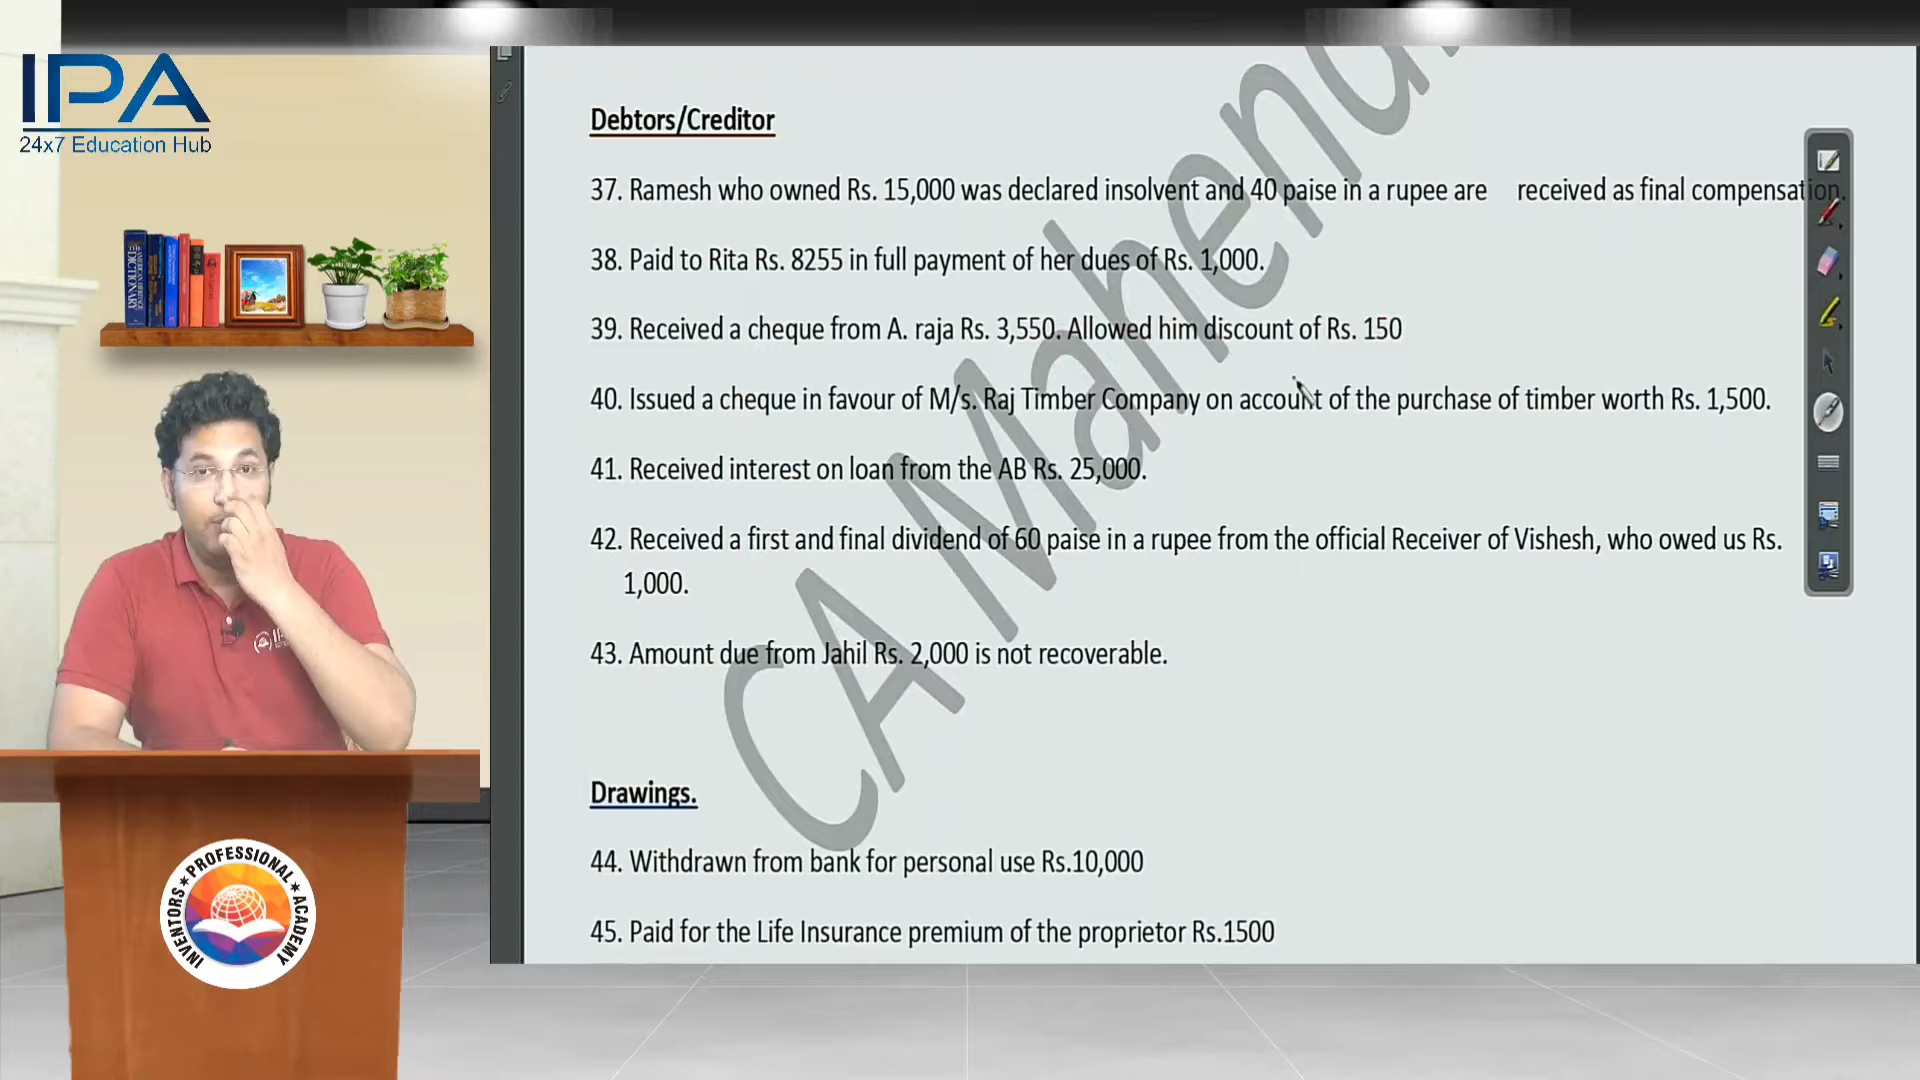 IPA
24x7 Education Hub
Debtors/Creditor
37. Ramesh who owned Rs. 15,000 was declared insolvent and 40 paise in a rupee are received as final compensation.
38. Paid to Rita Rs. 8255 in full payment of her dues of Rs. 1,000.
39. Received a cheque from A. raja Rs. 3,550. Allowed him discount of Rs. 150
40. Issued a cheque in favour of M/s. Raj Timber Company on account of the purchase of timber worth Rs. 1,500.
41. Received interest on loan from the AB Rs. 25,000.
42. Received a first and final dividend of 60 paise in a rupee from the official Receiver of Vishesh, who owed us Rs.
1,000.
43. Amount due from Jahil Rs. 2,000 is not recoverable.
Drawings.
44. Withdrawn from bank for personal use Rs.10,000
45. Paid for the Life Insurance premium of the proprietor Rs.1500
CA
DICTIONARY
INVENTORS PROFESSIONAL ACADEMY